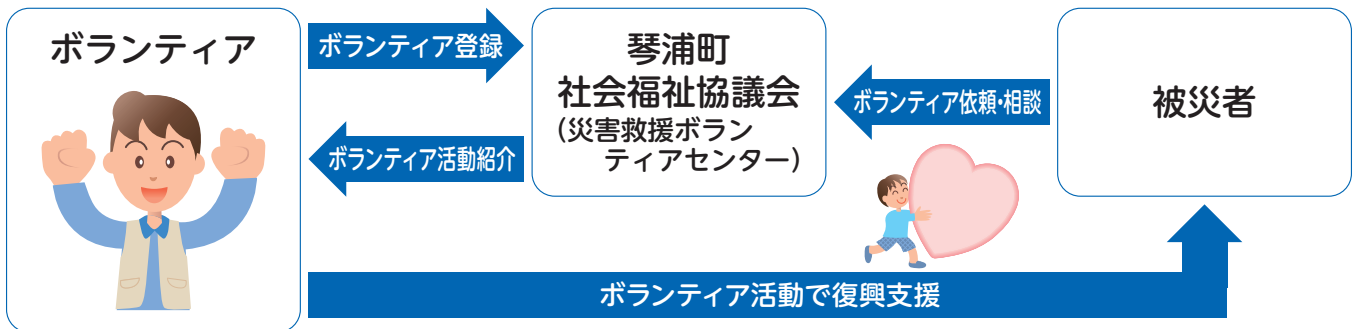 ボランティア
ボランティア登録
ボランティア活動紹介
琴浦町
社会福祉協議会
(災害救援ボラン
ティアセンター)
ボランティア依頼・相談
被災者
ボランティア活動で復興支援